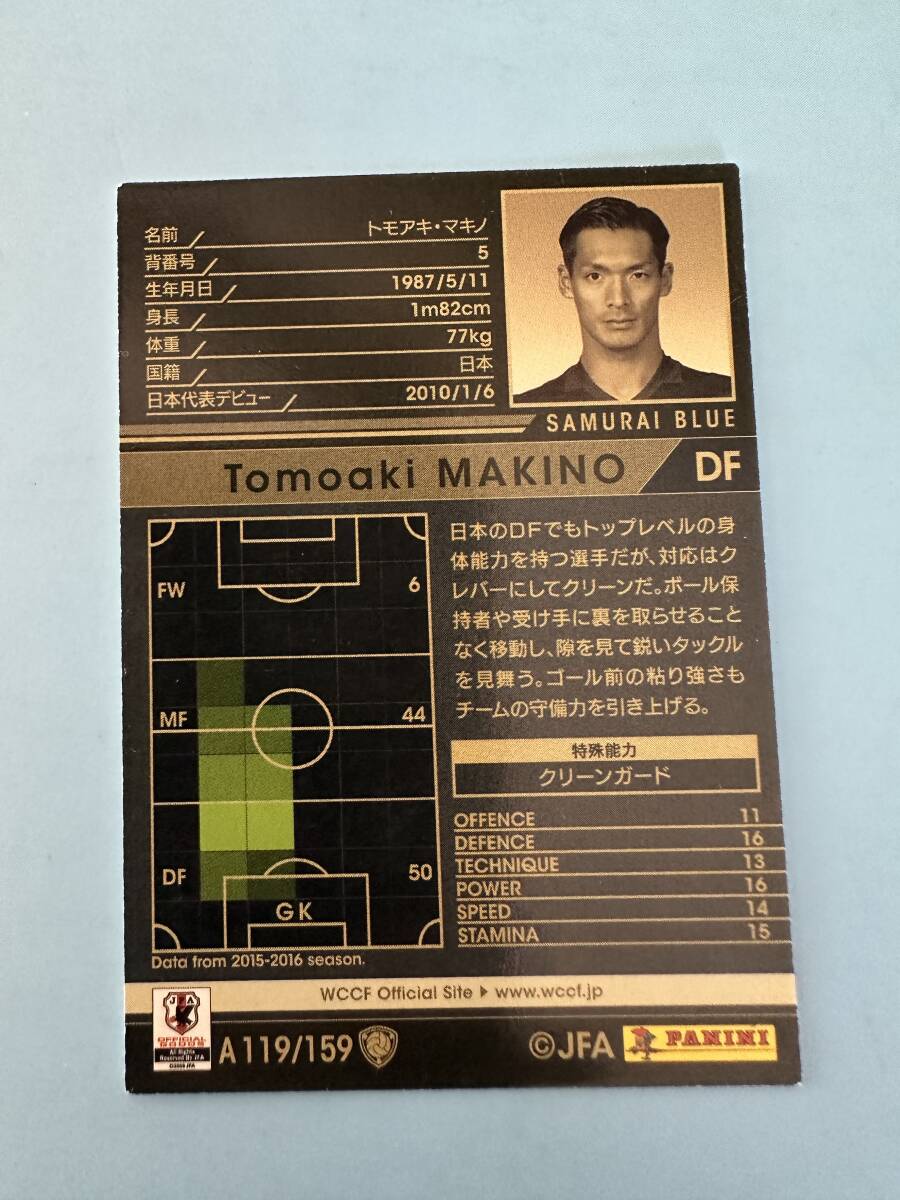 名前 トモアキ・マキノ
背番号 5
生年月日 1987/5/11
身長 1m82cm
体重 77kg
国籍 日本
日本代表デビュー 2010/1/6
SAMURAI BLUE
Tomoaki MAKINO DF
FW 6
MF 44
DF 50
GK
Data from 2015-2016 season.
日本のDFでもトップレベルの身
体能力を持つ選手だが、対応はク
レバーにしてクリーンだ。ボール保
持者や受け手に裏を取らせること
なく移動し、隙を見て鋭いタックル
を見舞う。ゴール前の粘り強さも
チームの守備力を引き上げる。
特殊能力
クリーンガード
OFFENCE 11
DEFENCE 16
TECHNIQUE 13
POWER 16
SPEED 14
STAMINA 15
WCCF Official Site ▶ www.wccf.jp
JFA
OFFICIAL
GOODS
All Rights
Reserved By JFA
A 119/159
©JFA PANINI